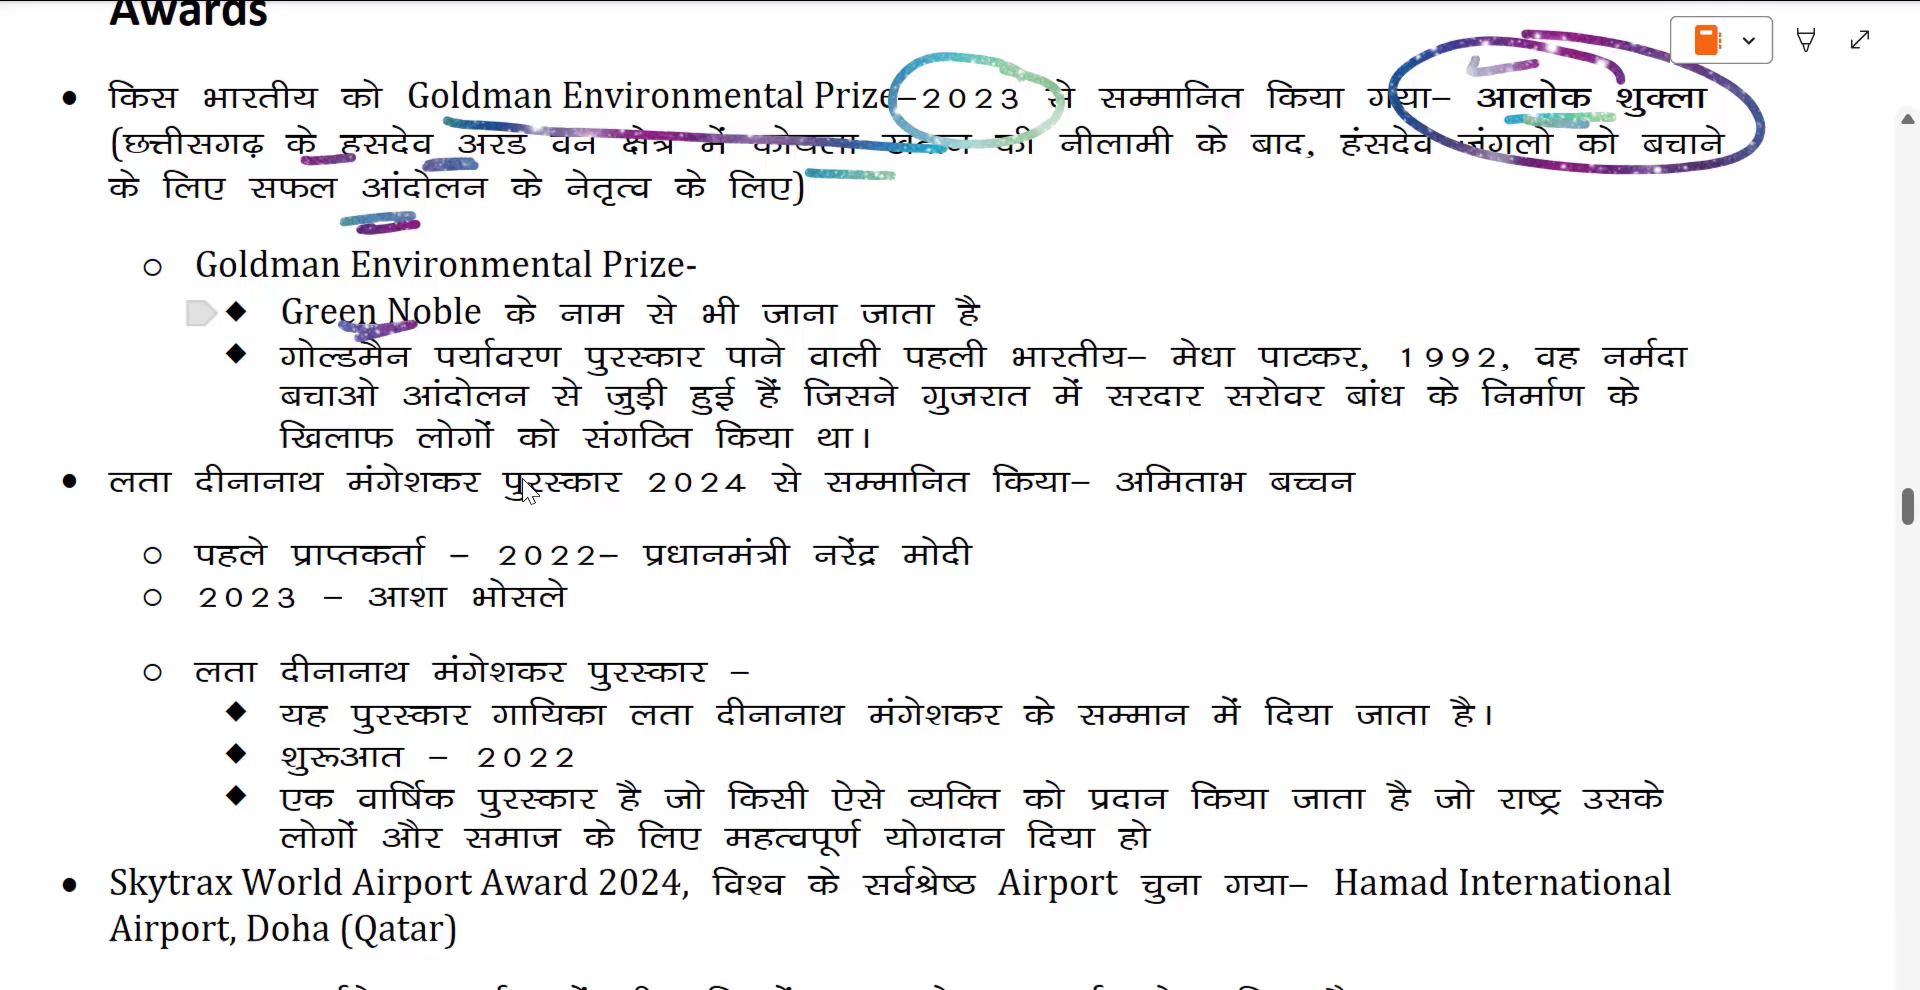 Awards
• किस भारतीय को Goldman Environmental Prize–2023 से सम्मानित किया गया– आलोक शुक्ला
(छत्तीसगढ़ के हसदेव अरंड वन क्षेत्र में कोयला की नीलामी के बाद, हंसदेव जंगलो को बचाने
के लिए सफल आंदोलन के नेतृत्व के लिए)
○ Goldman Environmental Prize-
◆ Green Noble के नाम से भी जाना जाता है
◆ गोल्डमैन पर्यावरण पुरस्कार पाने वाली पहली भारतीय– मेधा पाटकर, 1992, वह नर्मदा
बचाओ आंदोलन से जुड़ी हुई हैं जिसने गुजरात में सरदार सरोवर बांध के निर्माण के
खिलाफ लोगों को संगठित किया था।
• लता दीनानाथ मंगेशकर पुरस्कार 2024 से सम्मानित किया– अमिताभ बच्चन
○ पहले प्राप्तकर्ता – 2022– प्रधानमंत्री नरेंद्र मोदी
○ 2023 – आशा भोसले
○ लता दीनानाथ मंगेशकर पुरस्कार –
◆ यह पुरस्कार गायिका लता दीनानाथ मंगेशकर के सम्मान में दिया जाता है।
◆ शुरूआत – 2022
◆ एक वार्षिक पुरस्कार है जो किसी ऐसे व्यक्ति को प्रदान किया जाता है जो राष्ट्र उसके
लोगों और समाज के लिए महत्वपूर्ण योगदान दिया हो
• Skytrax World Airport Award 2024, विश्व के सर्वश्रेष्ठ Airport चुना गया– Hamad International
Airport, Doha (Qatar)